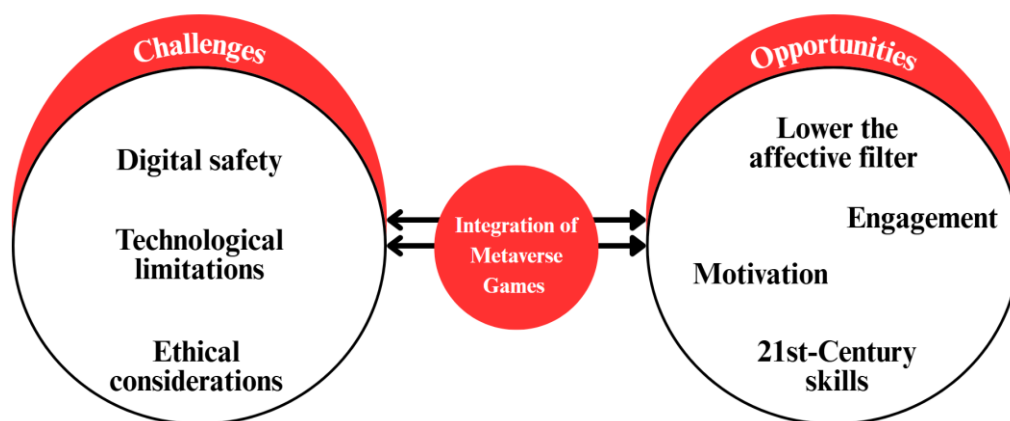 Challenges
Digital safety
Technological
limitations
Ethical
considerations
Integration of
Metaverse
Games
Opportunities
Lower the
affective filter
Engagement
Motivation
21st-Century
skills